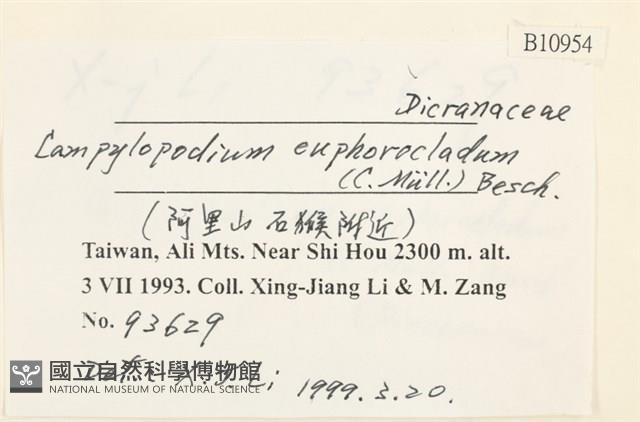 B10954
Dicranaceae
Campylopodium euphorocladum
(C. Müll.) Besch.
(阿里山 石猴附近)
Taiwan, Ali Mts. Near Shi Hou 2300 m. alt.
3 VII 1993. Coll. Xing-Jiang Li & M. Zang
No. 93629
Li 1999.3.20.
國立自然科學博物館
NATIONAL MUSEUM OF NATURAL SCIENCE